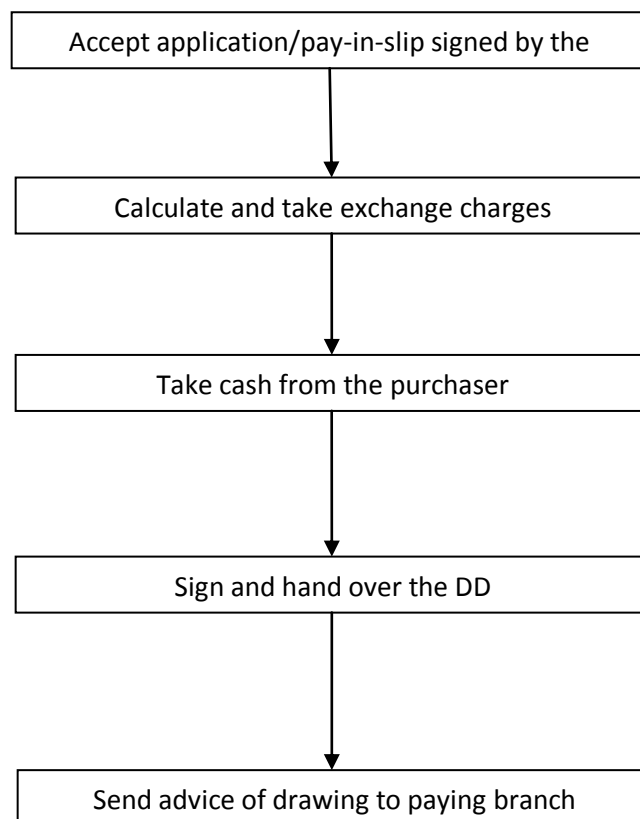 Accept application/pay-in-slip signed by the
Calculate and take exchange charges
Take cash from the purchaser
Sign and hand over the DD
Send advice of drawing to paying branch